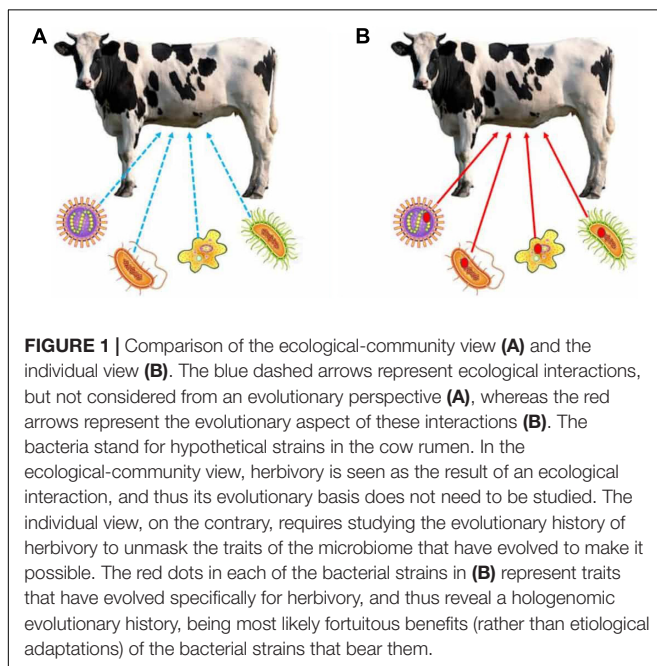 A
B
FIGURE 1 | Comparison of the ecological-community view (A) and the
individual view (B). The blue dashed arrows represent ecological interactions,
but not considered from an evolutionary perspective (A), whereas the red
arrows represent the evolutionary aspect of these interactions (B). The
bacteria stand for hypothetical strains in the cow rumen. In the
ecological-community view, herbivory is seen as the result of an ecological
interaction, and thus its evolutionary basis does not need to be studied. The
individual view, on the contrary, requires studying the evolutionary history of
herbivory to unmask the traits of the microbiome that have evolved to make it
possible. The red dots in each of the bacterial strains in (B) represent traits
that have evolved specifically for herbivory, and thus reveal a hologenomic
evolutionary history, being most likely fortuitous benefits (rather than etiological
adaptations) of the bacterial strains that bear them.